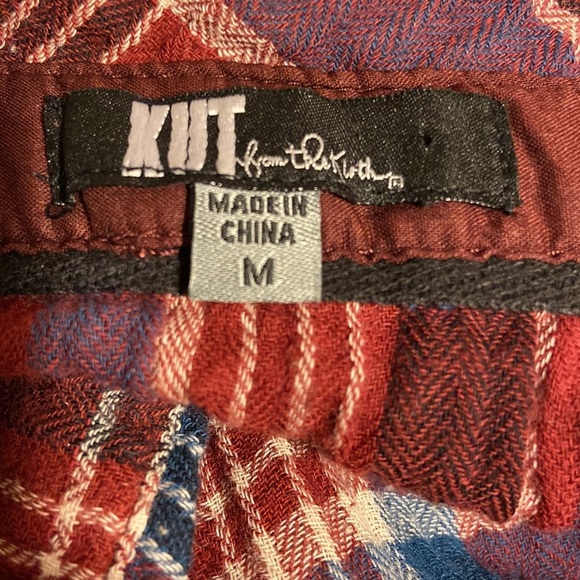 KUT from the Kloth
MADE IN
CHINA
M